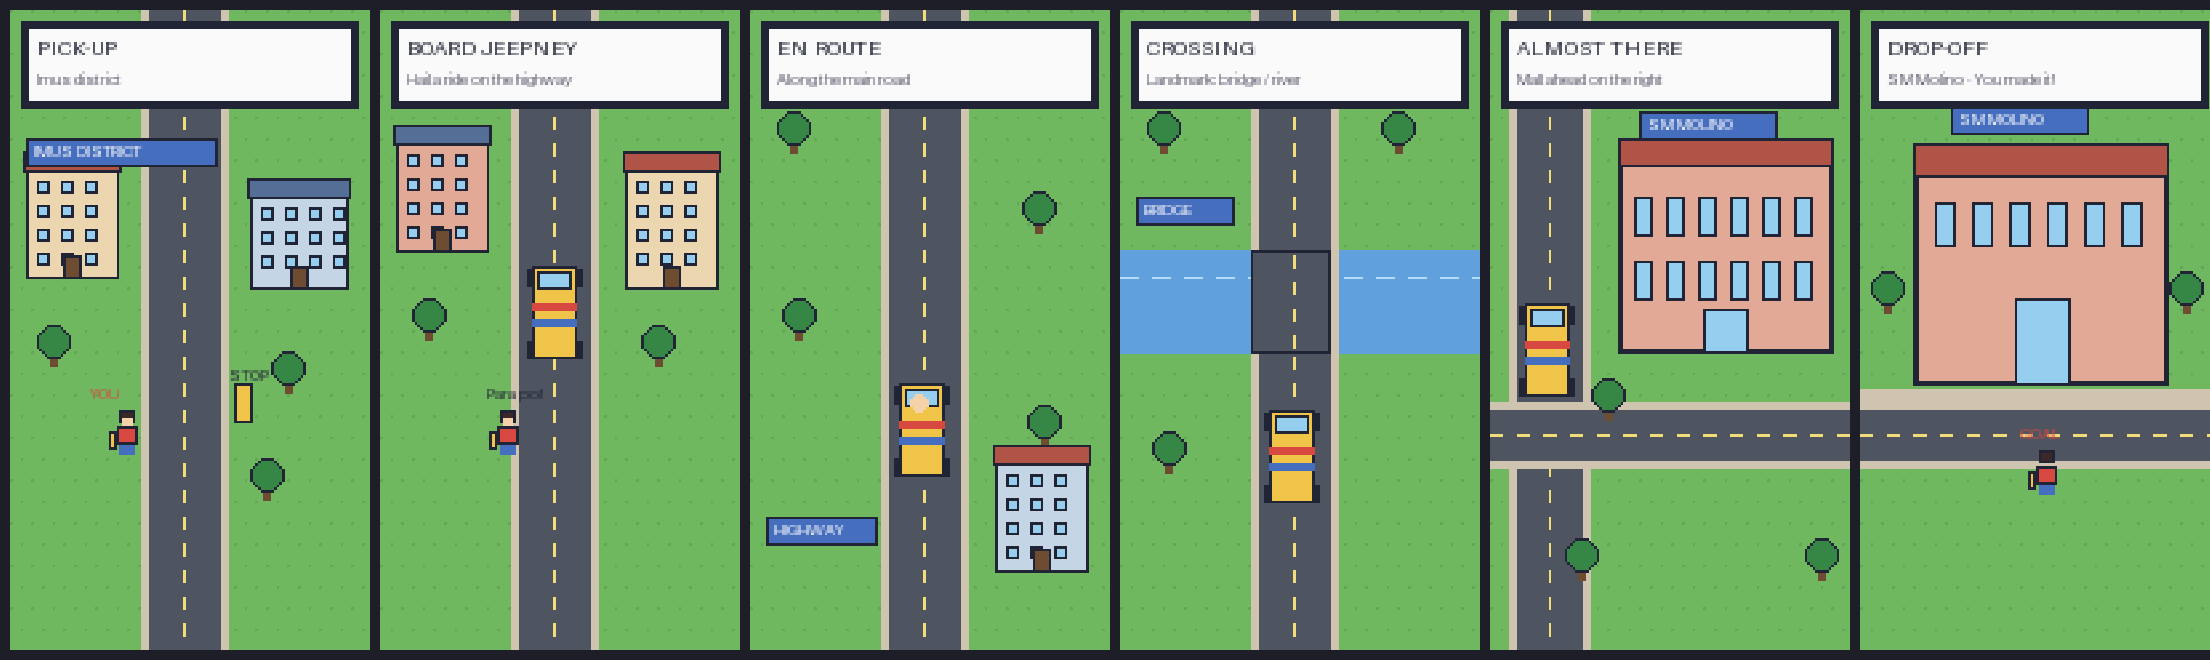 PICK-UP
Imus district
IMUS DISTRICT
STOP
YOU
BOARD JEEPNEY
Hail a ride on the highway
EN ROUTE
Along the main road
HIGHWAY
CROSSING
Landmark: bridge / river
BRIDGE
ALMOST THERE
Mall ahead on the right
SM MOLINO
DROP-OFF
SM Molino - You made it!
SM MOLINO